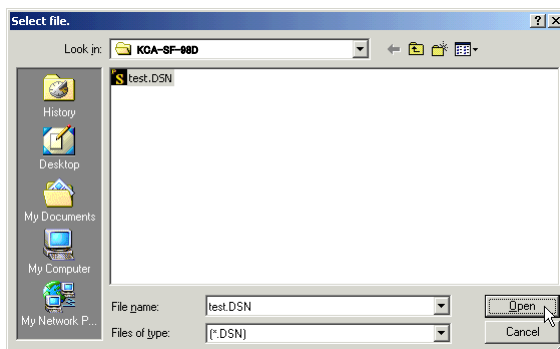 Select file.
Look in: KCA-SF-98D
test.DSN
History
Desktop
My Documents
My Computer
My Network P...
File name: test.DSN Open
Files of type: (*.DSN) Cancel